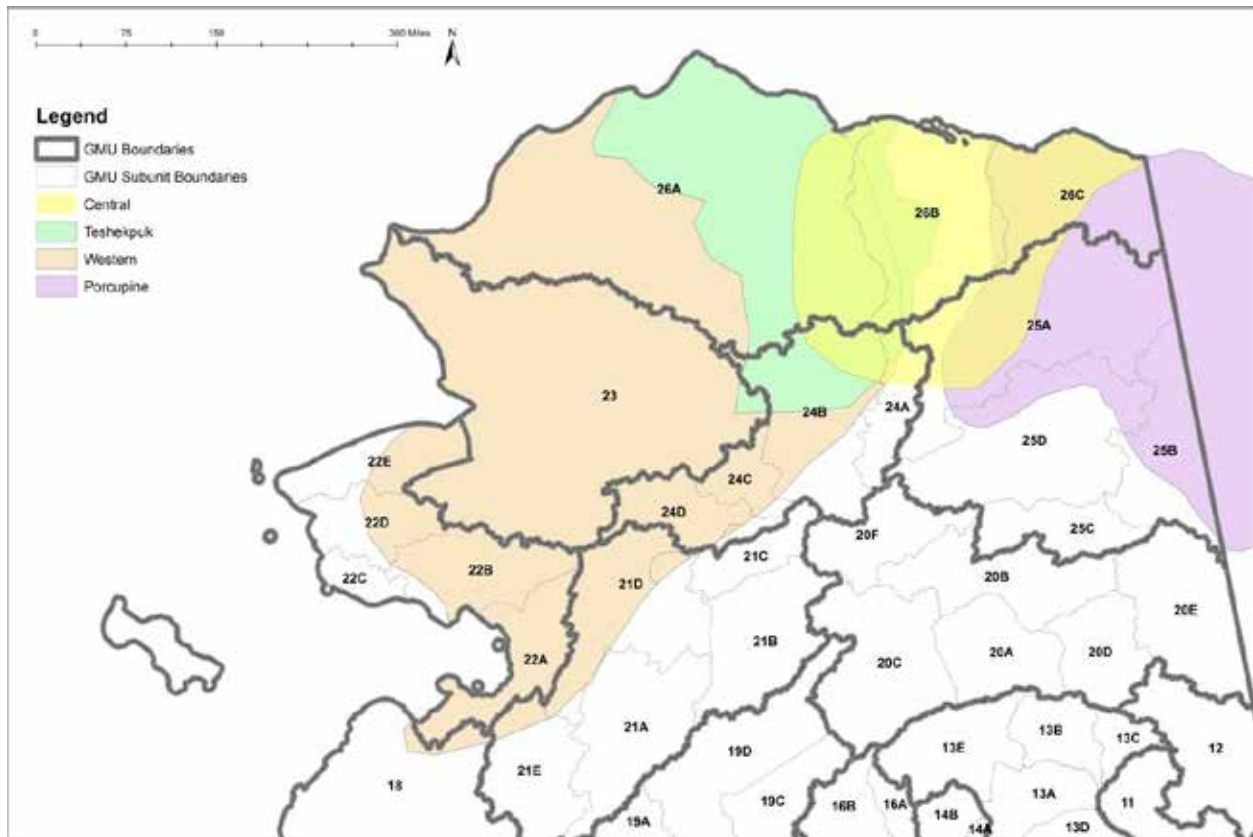 0 75 150 300 Miles N
Legend
GMU Boundaries
GMU Subunit Boundaries
Central
Teshekpuk
Western
Porcupine
26A
26C
26B
25A
23
24B
24A
25D
22E
25B
24C
24D
22D
20F
25C
21C
22C
22B
21D
20B
20E
21B
22A
20C
20A
20D
21A
13B
13C
19D
13E
12
21E
18
13A
19C
16B
16A
11
14B
19A
14A
13D